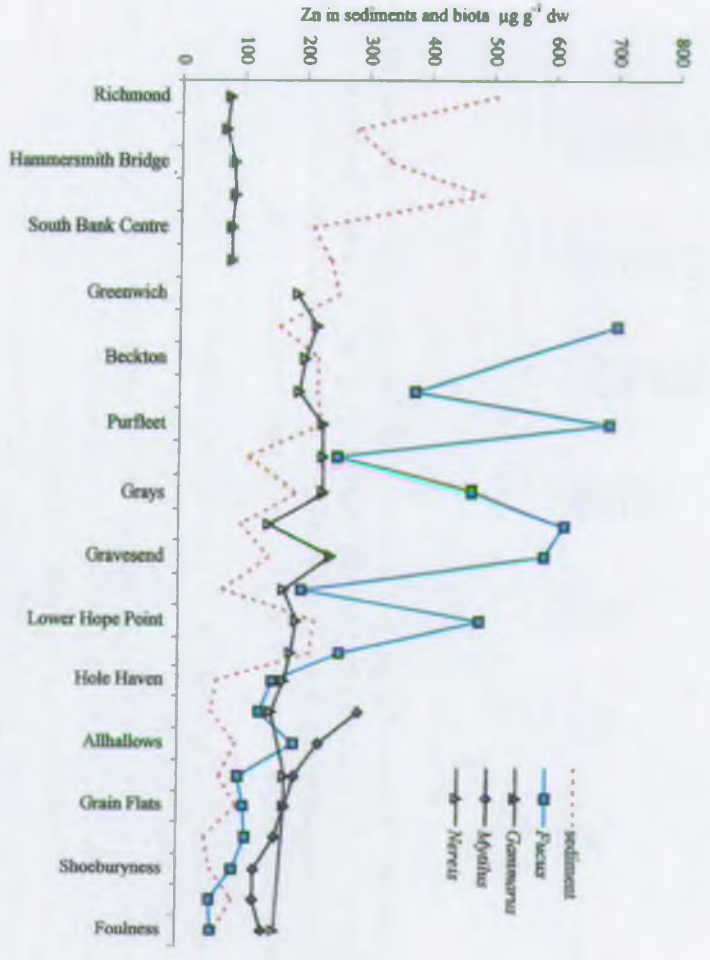 Zn in sediments and biota µg g⁻¹ dw
0
100
200
300
400
500
600
700
800
Richmond
Hammersmith Bridge
South Bank Centre
Greenwich
Beckton
Purfleet
Grays
Gravesend
Lower Hope Point
Hole Haven
Allhallows
Grain Flats
Shoeburyness
Foulness
sediment
Fucus
Gammarus
Mytilus
Nereis